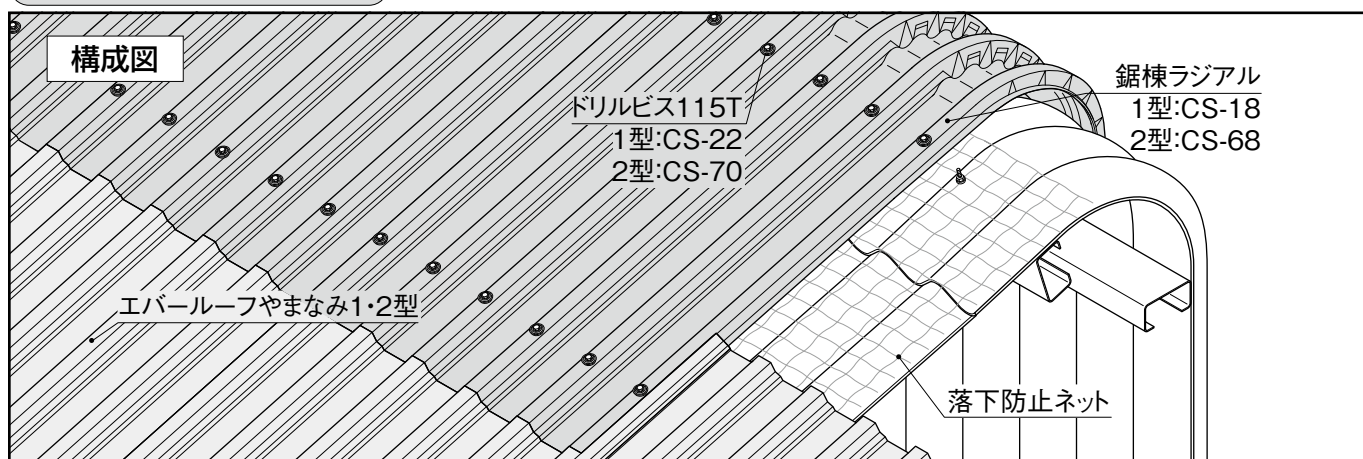 構成図
ドリルビス115T
1型:CS-22
2型:CS-70
鋸棟ラジアル
1型:CS-18
2型:CS-68
エバールーフやまなみ1・2型
落下防止ネット